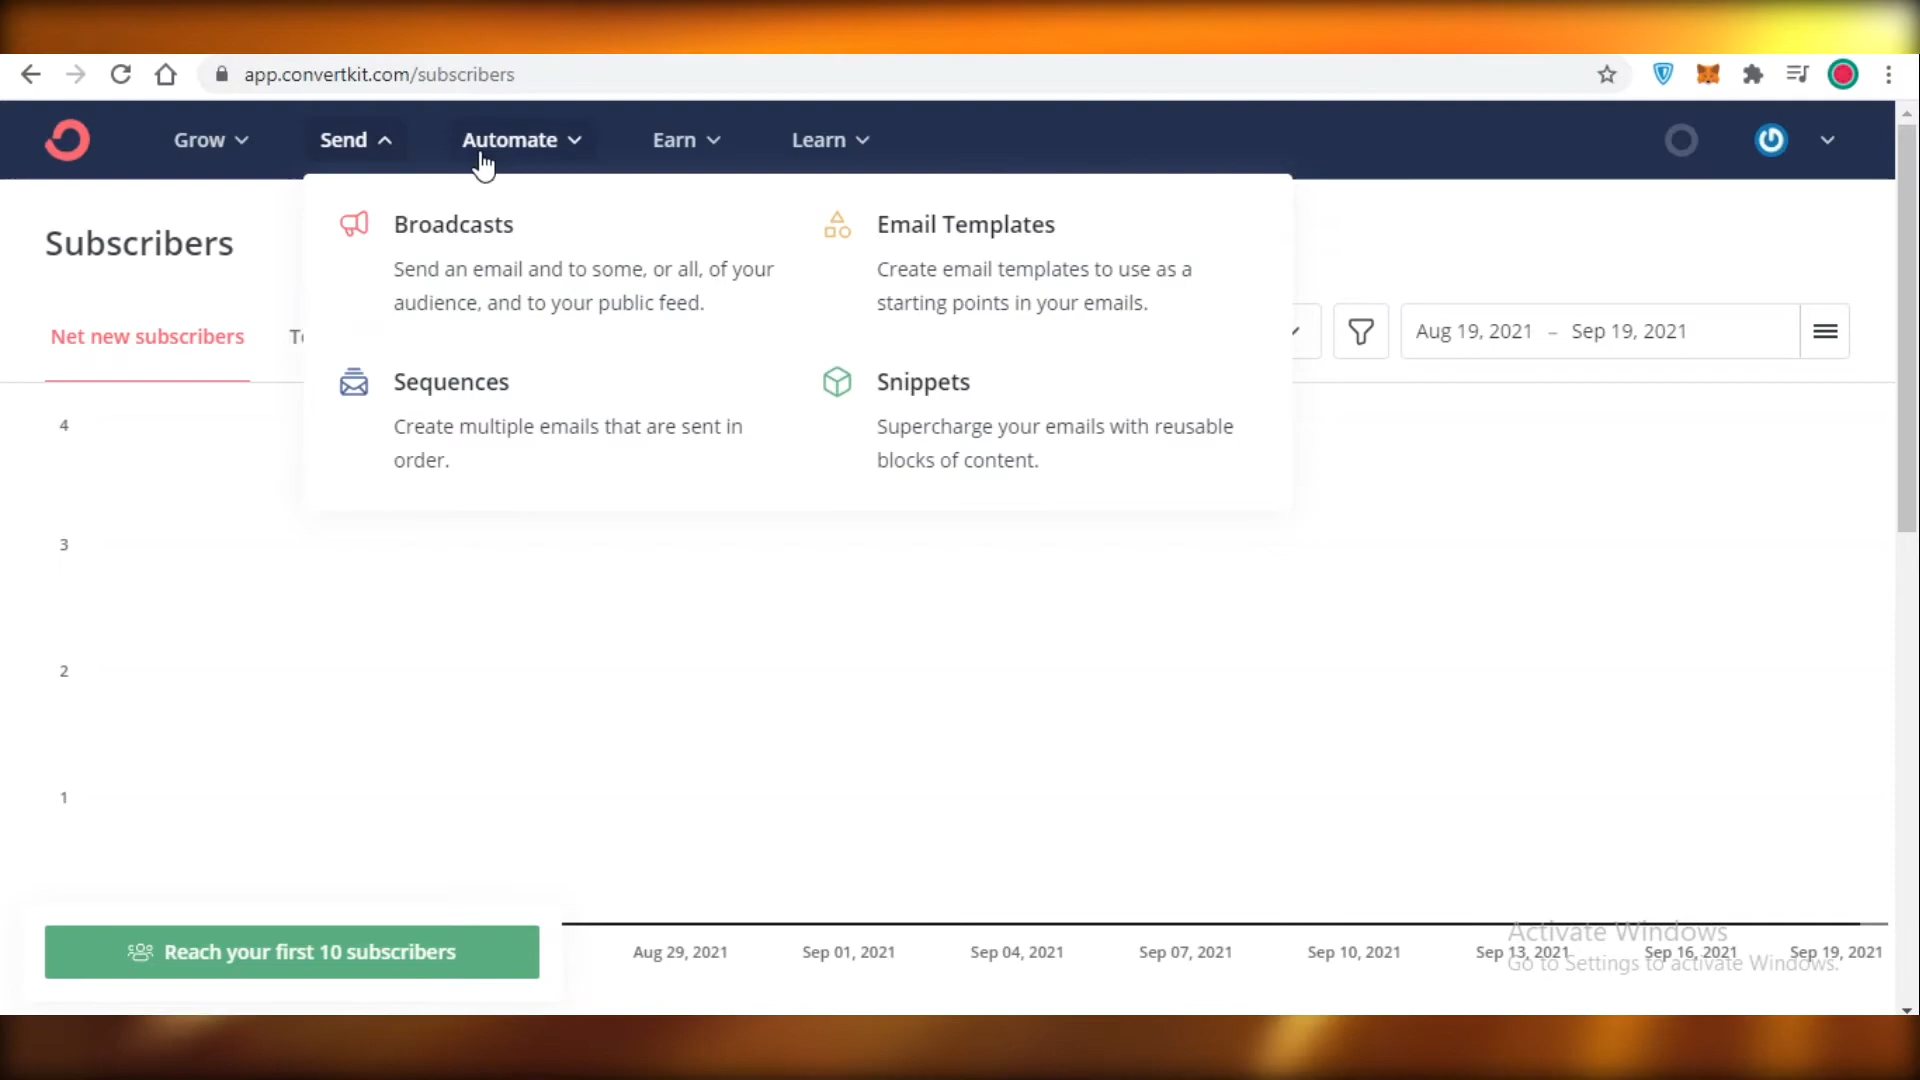 app.convertkit.com/subscribers
Grow
Send
Automate
Earn
Learn
Subscribers
Broadcasts
Send an email and to some, or all, of your
audience, and to your public feed.
Email Templates
Create email templates to use as a
starting points in your emails.
Net new subscribers
Aug 19, 2021 – Sep 19, 2021
Sequences
Create multiple emails that are sent in
order.
Snippets
Supercharge your emails with reusable
blocks of content.
4
3
2
1
Reach your first 10 subscribers
Aug 29, 2021
Sep 01, 2021
Sep 04, 2021
Sep 07, 2021
Sep 10, 2021
Sep 13, 2021
Sep 16, 2021
Sep 19, 2021
Activate Windows
Go to Settings to activate Windows.